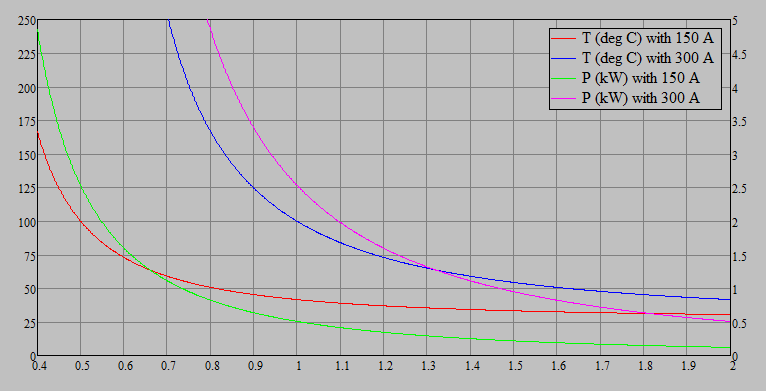 250 5
T (deg C) with 150 A
225 4.5
T (deg C) with 300 A
P (kW) with 150 A
200 4
P (kW) with 300 A
175 3.5
150 3
125 2.5
100 2
75 1.5
50 1
25 0.5
0 0
0.4 0.5 0.6 0.7 0.8 0.9 1 1.1 1.2 1.3 1.4 1.5 1.6 1.7 1.8 1.9 2